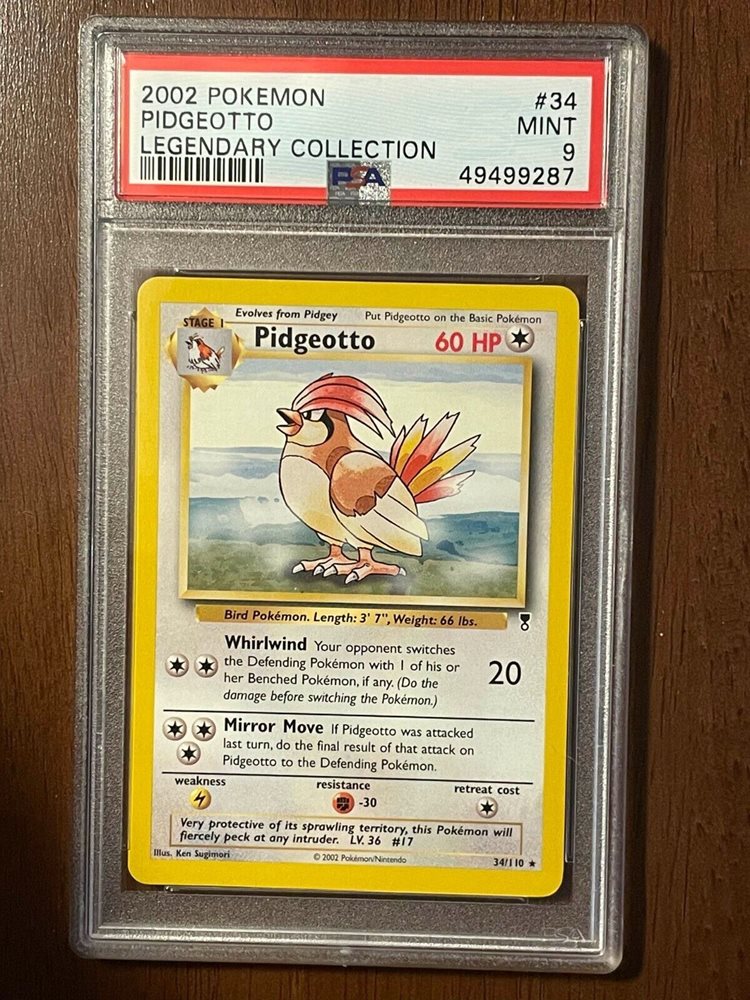 2002 POKEMON #34
PIDGEOTTO MINT
LEGENDARY COLLECTION 9
PSA 49499287
Evolves from Pidgey Put Pidgeotto on the Basic Pokémon
STAGE 1
Pidgeotto 60 HP
Bird Pokémon. Length: 3' 7", Weight: 66 lbs.
Whirlwind Your opponent switches
the Defending Pokémon with 1 of his or
her Benched Pokémon, if any. (Do the
damage before switching the Pokémon.)
20
Mirror Move If Pidgeotto was attacked
last turn, do the final result of that attack on
Pidgeotto to the Defending Pokémon.
weakness resistance retreat cost
-30
Very protective of its sprawling territory, this Pokémon will
fiercely peck at any intruder. LV. 36 #17
Illus. Ken Sugimori © 2002 Pokémon/Nintendo 34/110 ★
PSA